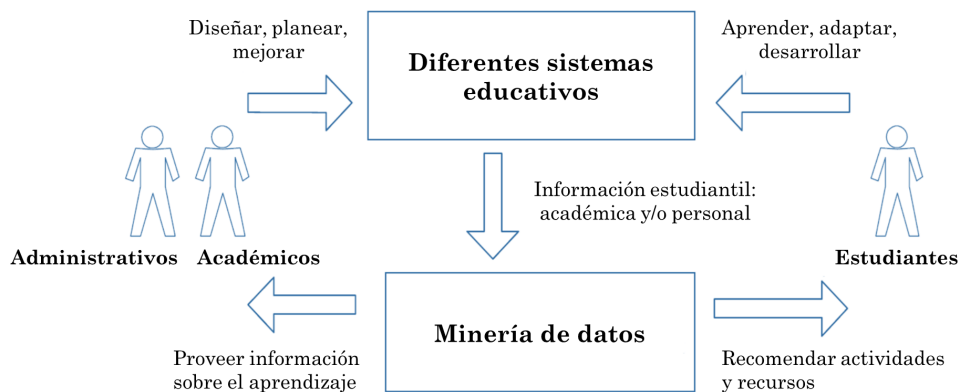 Diseñar, planear,
mejorar
Diferentes sistemas
educativos
Aprender, adaptar,
desarrollar
Información estudiantil:
académica y/o personal
Administrativos
Académicos
Estudiantes
Minería de datos
Proveer información
sobre el aprendizaje
Recomendar actividades
y recursos